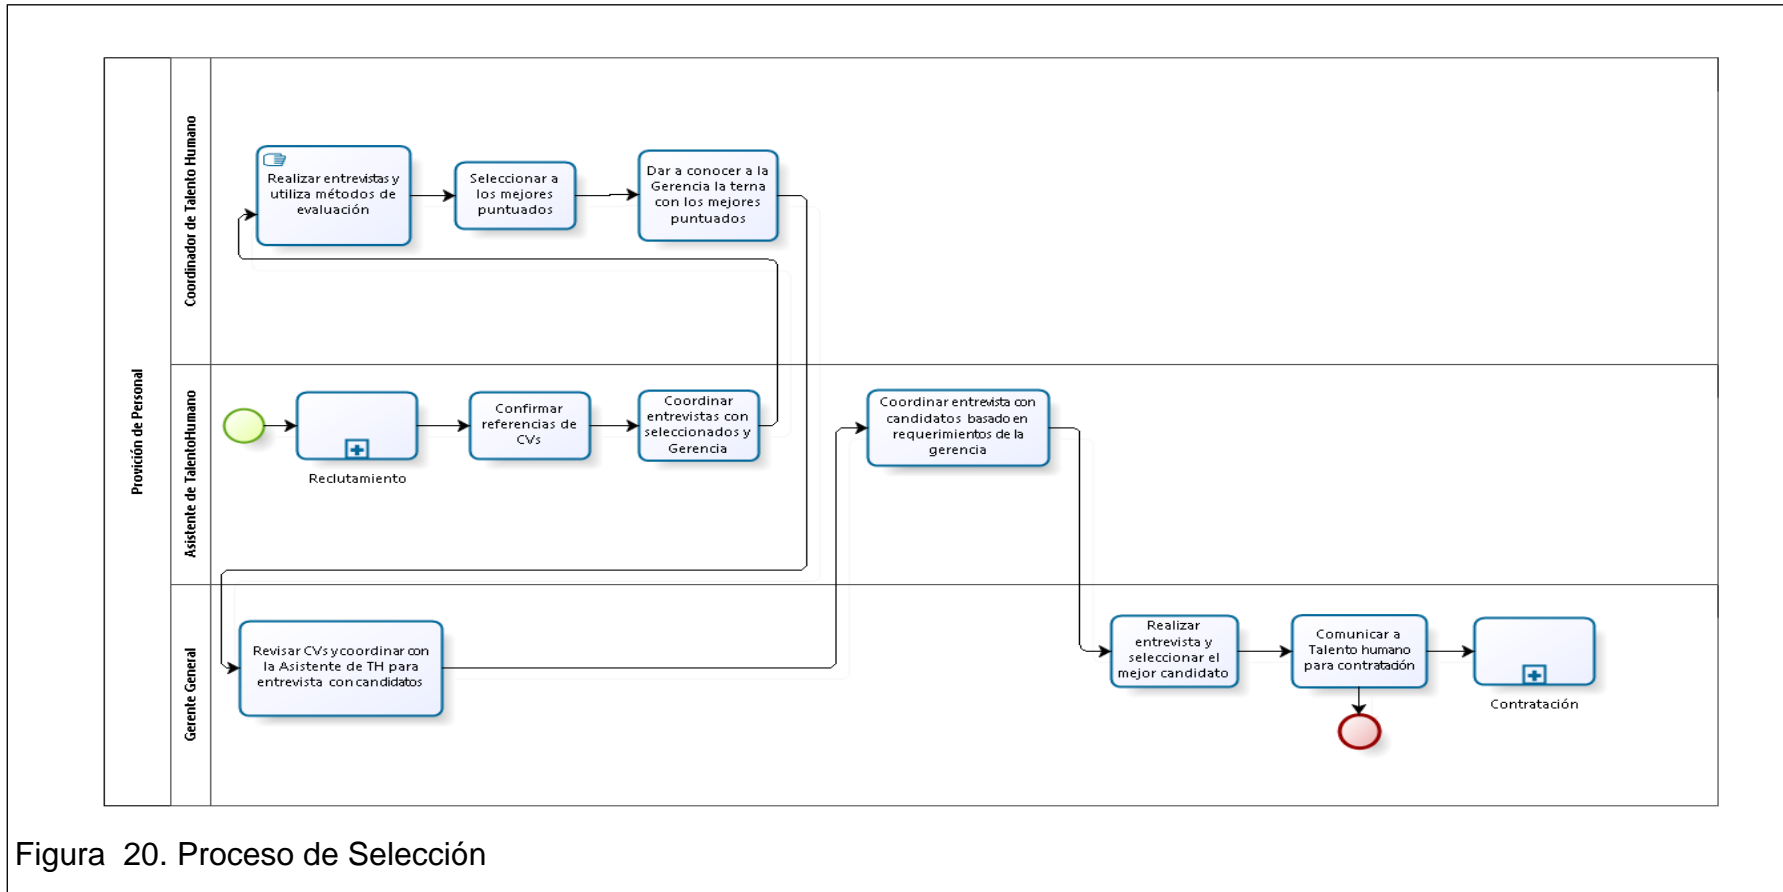 Provición de Personal
Coordinador de Talento Humano
Realizar entrevistas y
utiliza métodos de
evaluación
Seleccionar a
los mejores
puntuados
Dar a conocer a la
Gerencia la terna
con los mejores
puntuados
Asistente de TalentoHumano
Reclutamiento
Confirmar
referencias de
CVs
Coordinar
entrevistas con
seleccionados y
Gerencia
Coordinar entrevista con
candidatos basado en
requerimientos de la
gerencia
Gerente General
Revisar CVs y coordinar con
la Asistente de TH para
entrevista con candidatos
Realizar
entrevista y
seleccionar el
mejor candidato
Comunicar a
Talento humano
para contratación
Contratación
Figura 20. Proceso de Selección